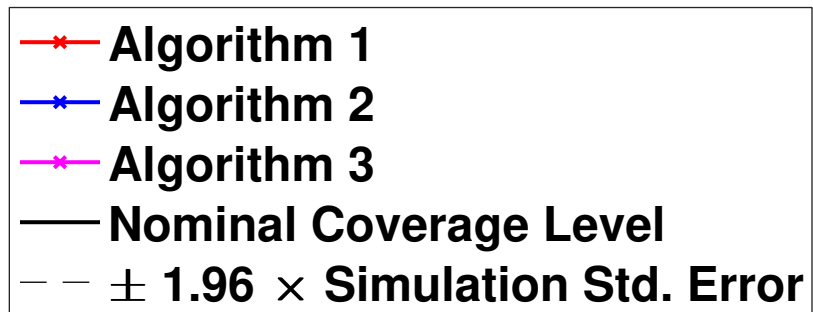 Algorithm 1
Algorithm 2
Algorithm 3
Nominal Coverage Level
± 1.96 × Simulation Std. Error